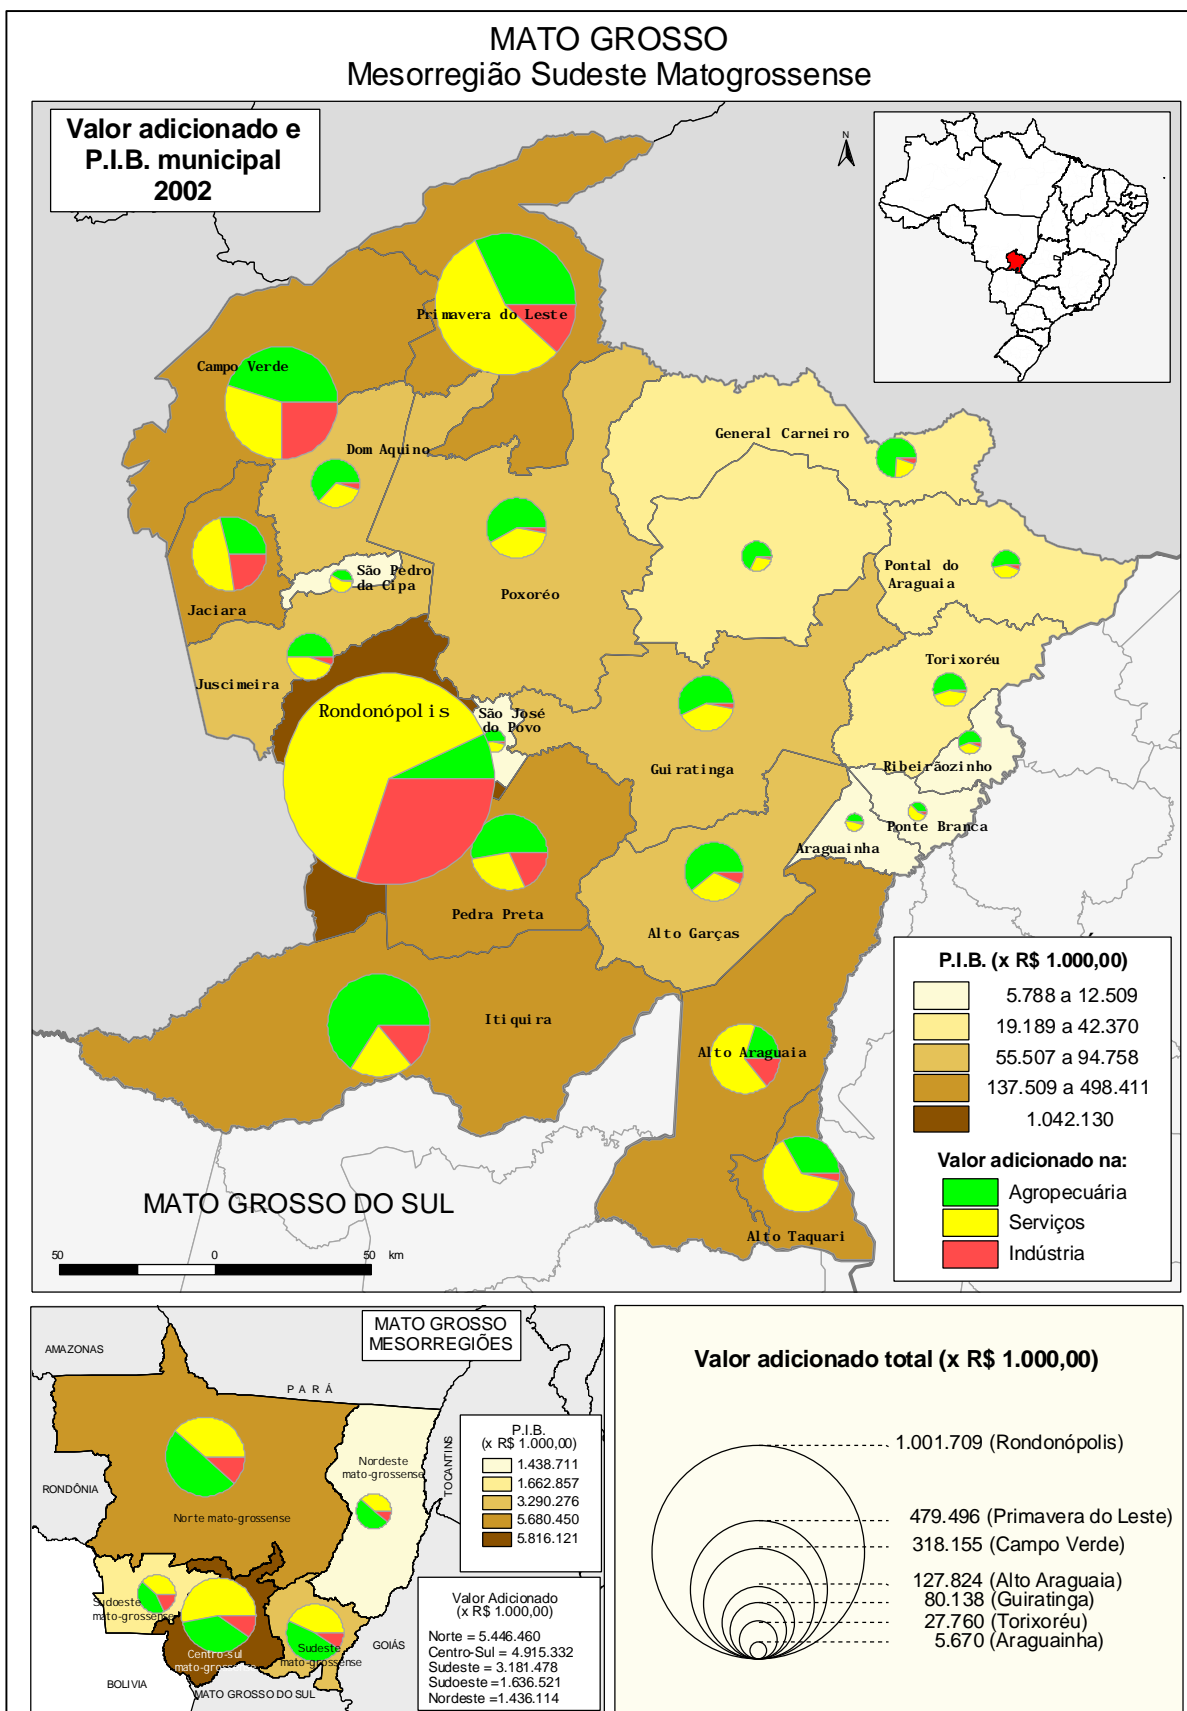 MATO GROSSO
Mesorregião Sudeste Matogrossense
Valor adicionado e
P.I.B. municipal
2002
N
Primavera do Leste
Campo Verde
Dom Aquino
General Carneiro
São Pedro
da Cipa
Jaciara
Poxoréo
Pontal do
Araguaia
Juscimeira
Torixoréu
Rondonópolis
São José
do Povo
Guiratinga
Ribeirãozinho
Ponte Branca
Araguainha
Pedra Preta
Alto Garças
Itiquira
Alto Araguaia
Alto Taquari
MATO GROSSO DO SUL
50 0 50 km
P.I.B. (x R$ 1.000,00)
5.788 a 12.509
19.189 a 42.370
55.507 a 94.758
137.509 a 498.411
1.042.130
Valor adicionado na:
Agropecuária
Serviços
Indústria
MATO GROSSO
MESORREGIÕES
AMAZONAS
PARÁ
TOCANTINS
RONDÔNIA
Nordeste
mato-grossense
Norte mato-grossense
Sudoeste
mato-grossense
Centro-sul
mato-grossense
Sudeste
mato-grossense
GOIÁS
BOLIVIA
MATO GROSSO DO SUL
P.I.B.
(x R$ 1.000,00)
1.438.711
1.662.857
3.290.276
5.680.450
5.816.121
Valor Adicionado
(x R$ 1.000,00)
Norte = 5.446.460
Centro-Sul = 4.915.332
Sudeste = 3.181.478
Sudoeste =1.636.521
Nordeste =1.436.114
Valor adicionado total (x R$ 1.000,00)
1.001.709 (Rondonópolis)
479.496 (Primavera do Leste)
318.155 (Campo Verde)
127.824 (Alto Araguaia)
80.138 (Guiratinga)
27.760 (Torixoréu)
5.670 (Araguainha)